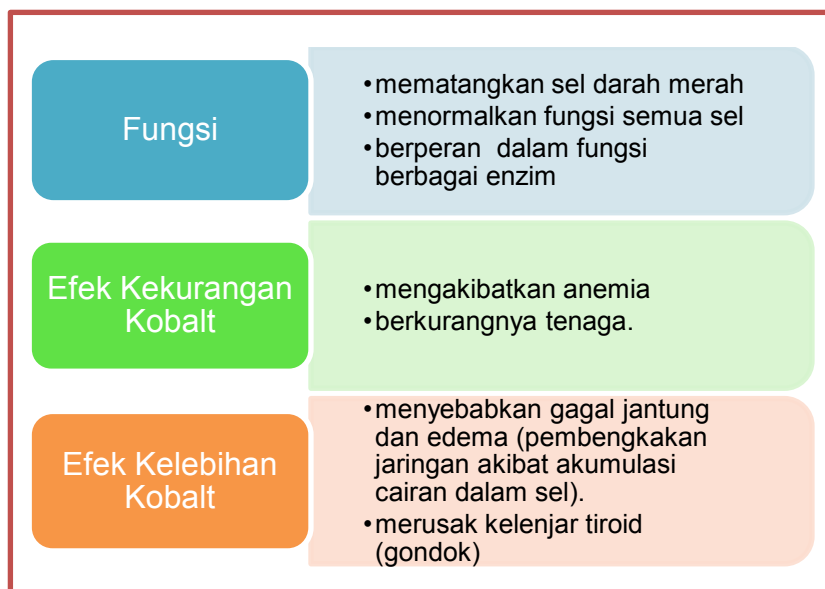 Fungsi
•mematangkan sel darah merah
•menormalkan fungsi semua sel
•berperan dalam fungsi
berbagai enzim
Efek Kekurangan
Kobalt
•mengakibatkan anemia
•berkurangnya tenaga.
Efek Kelebihan
Kobalt
•menyebabkan gagal jantung
dan edema (pembengkakan
jaringan akibat akumulasi
cairan dalam sel).
•merusak kelenjar tiroid
(gondok)